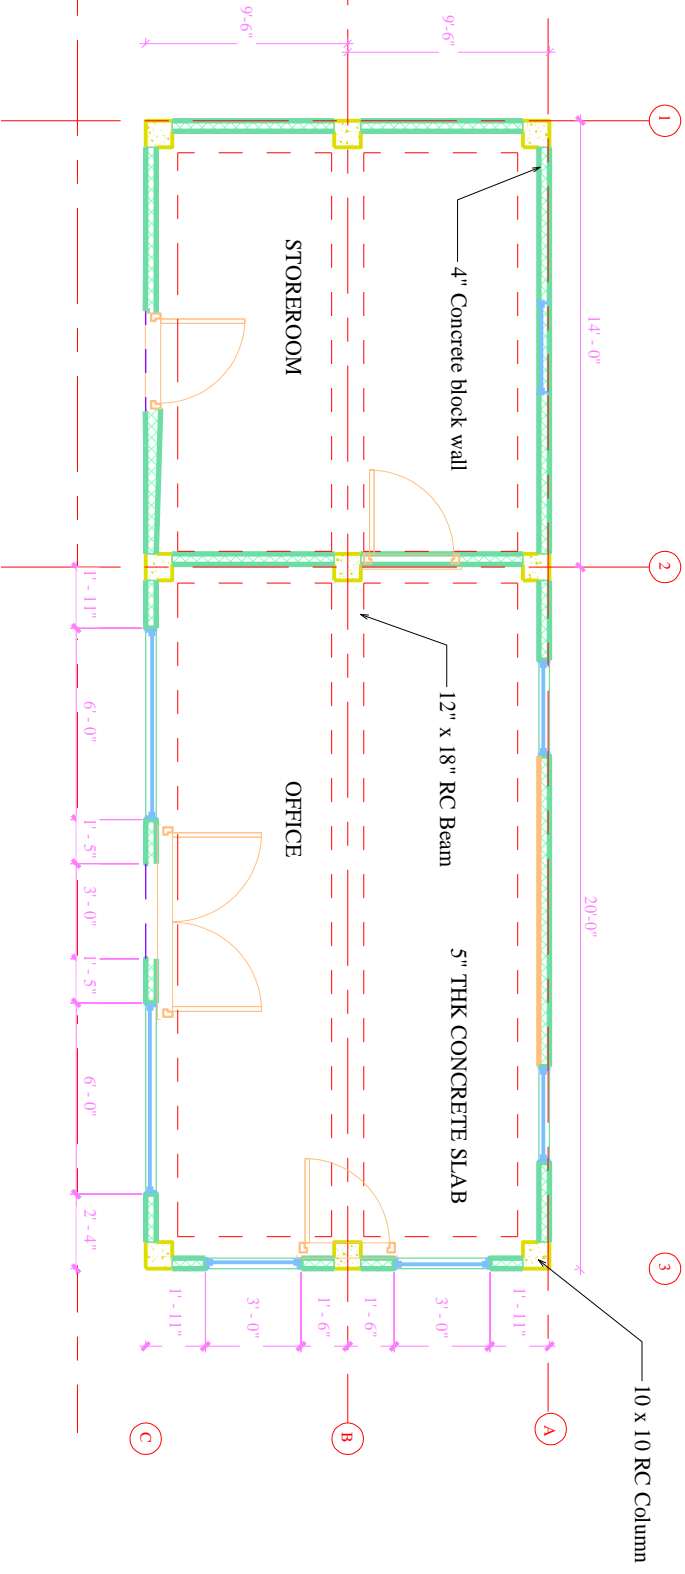 1
2
3
14' - 0"
20'-0"
10 x 10 RC Column
A
B
C
9'-6"
9'-6"
4" Concrete block wall
12" x 18" RC Beam
5" THK CONCRETE SLAB
STOREROOM
OFFICE
1' - 11"
3' - 0"
1' - 6"
1' - 6"
3' - 0"
1' - 11"
1' - 11"
6' - 0"
1' - 5"
3' - 0"
1' - 5"
6' - 0"
2' - 4"